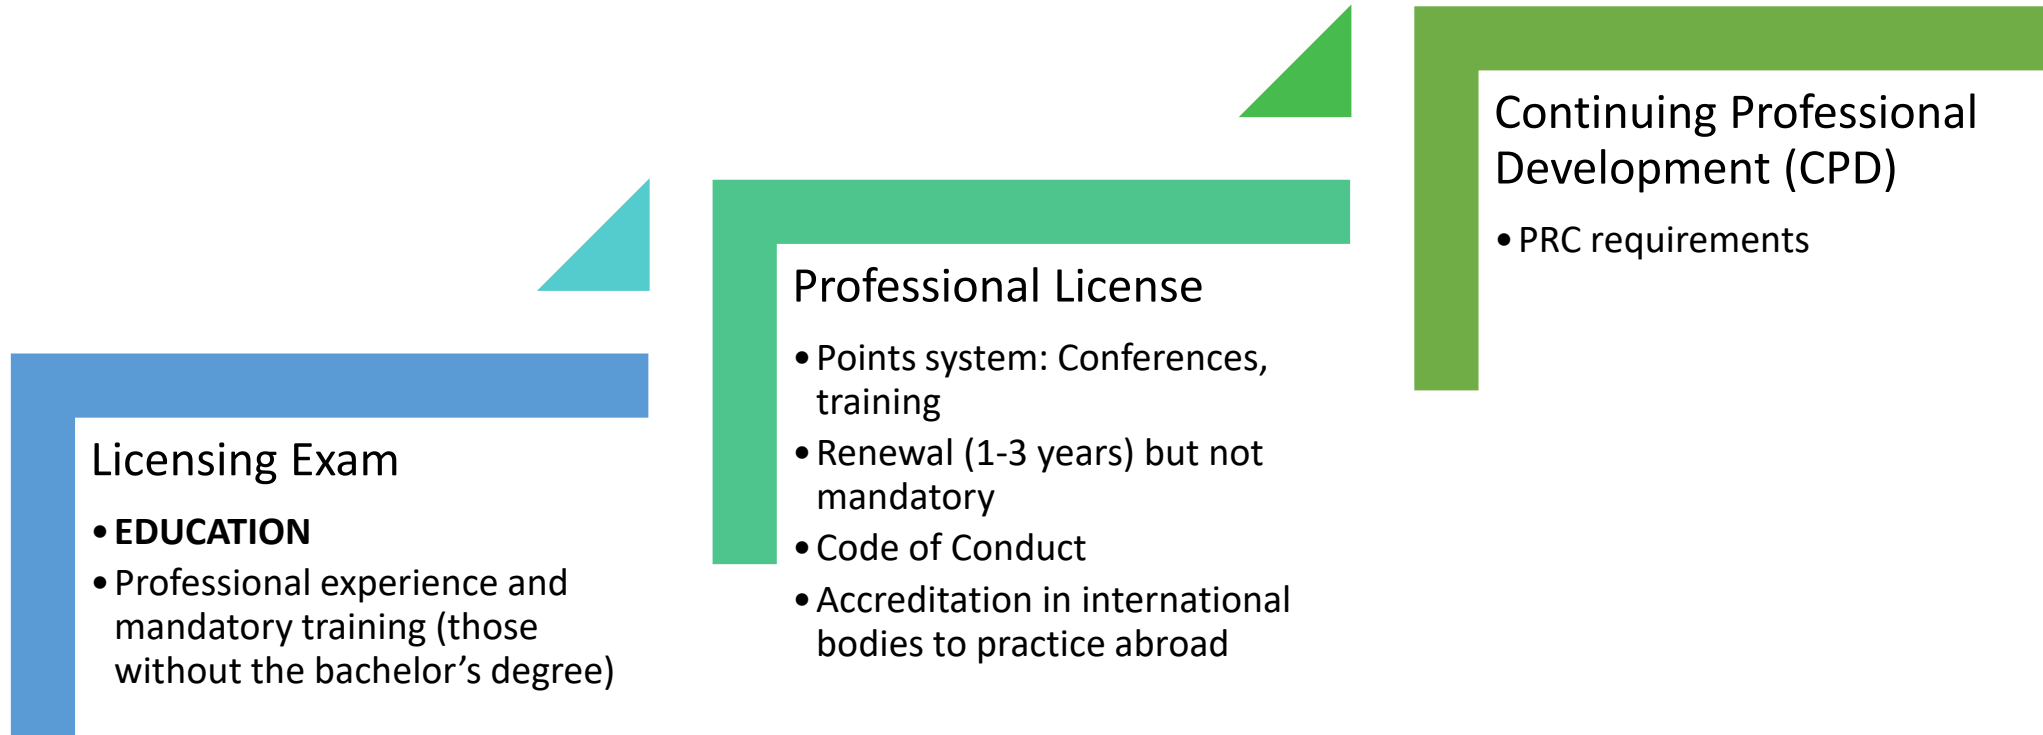 Licensing Exam
• EDUCATION
• Professional experience and
mandatory training (those
without the bachelor’s degree)
Professional License
• Points system: Conferences,
training
• Renewal (1-3 years) but not
mandatory
• Code of Conduct
• Accreditation in international
bodies to practice abroad
Continuing Professional
Development (CPD)
• PRC requirements